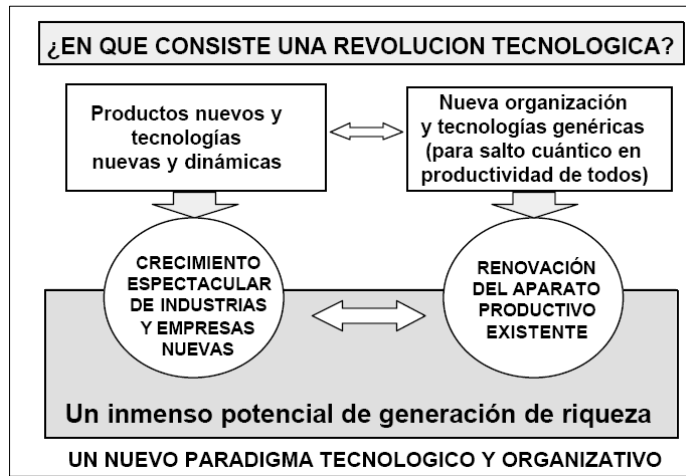 ¿EN QUE CONSISTE UNA REVOLUCION TECNOLOGICA?
Productos nuevos y
tecnologías
nuevas y dinámicas
Nueva organización
y tecnologías genéricas
(para salto cuántico en
productividad de todos)
CRECIMIENTO
ESPECTACULAR
DE INDUSTRIAS
Y EMPRESAS
NUEVAS
RENOVACIÓN
DEL APARATO
PRODUCTIVO
EXISTENTE
Un inmenso potencial de generación de riqueza
UN NUEVO PARADIGMA TECNOLOGICO Y ORGANIZATIVO